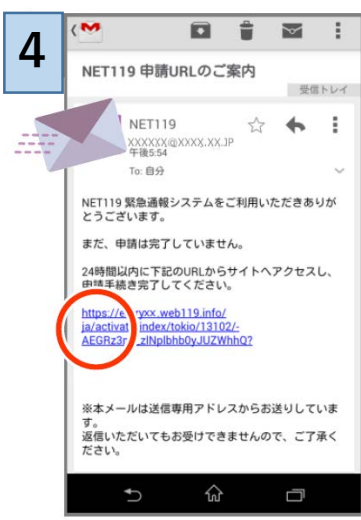 4
NET119 申請URLのご案内
受信トレイ
NET119
XXXXXX@XXXX.XX.JP
午後5:54
To: 自分
NET119 緊急通報システムをご利用いただきありが
とうございます。
まだ、申請は完了していません。
24時間以内に下記のURLからサイトへアクセスし、
申請手続き完了してください。
web119.info/
index/tokio/13102/-
zlNplbhb0yJUZWhhQ?
※本メールは送信専用アドレスからお送りしていま
す。
返信いただいてもお受けできませんので、ご了承く
ださい。